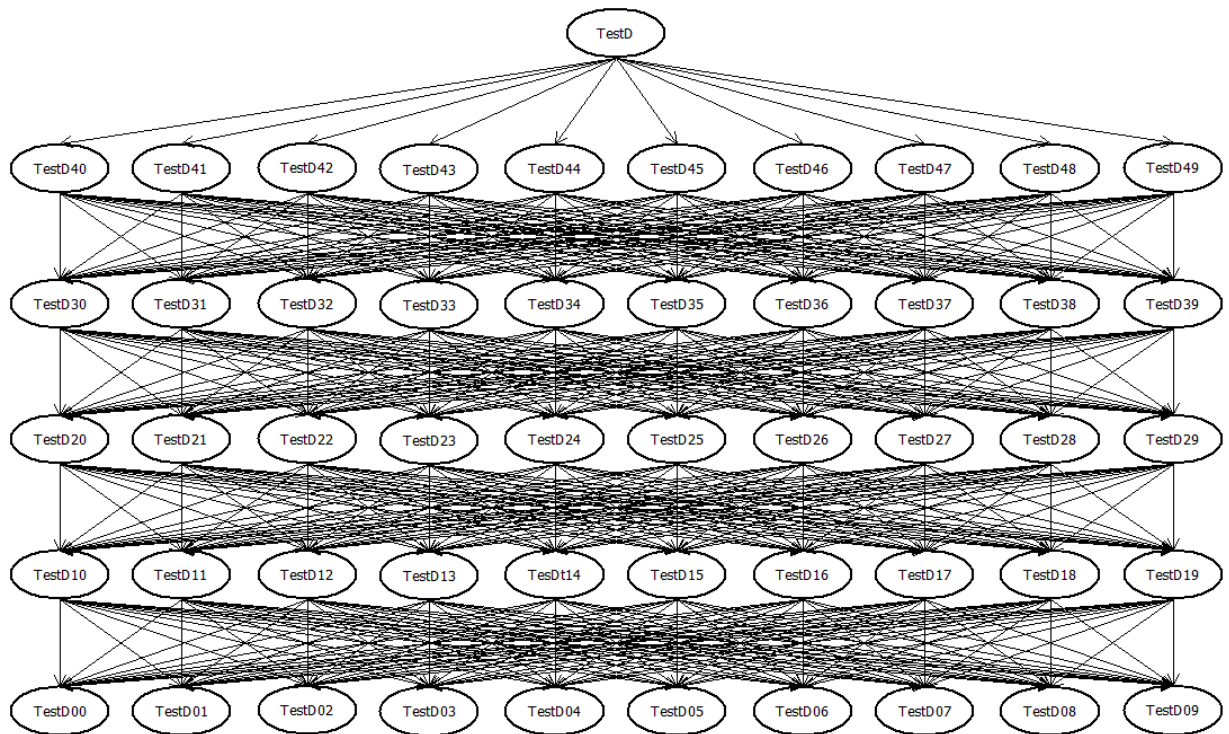 TestD
TestD40 TestD41 TestD42 TestD43 TestD44 TestD45 TestD46 TestD47 TestD48 TestD49
TestD30 TestD31 TestD32 TestD33 TestD34 TestD35 TestD36 TestD37 TestD38 TestD39
TestD20 TestD21 TestD22 TestD23 TestD24 TestD25 TestD26 TestD27 TestD28 TestD29
TestD10 TestD11 TestD12 TestD13 TesDt14 TestD15 TestD16 TestD17 TestD18 TestD19
TestD00 TestD01 TestD02 TestD03 TestD04 TestD05 TestD06 TestD07 TestD08 TestD09